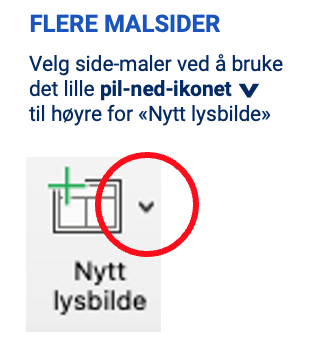 FLERE MALSIDER
Velg side-maler ved å bruke
det lille pil-ned-ikonet
til høyre for «Nytt lysbilde»
Nytt
lysbilde